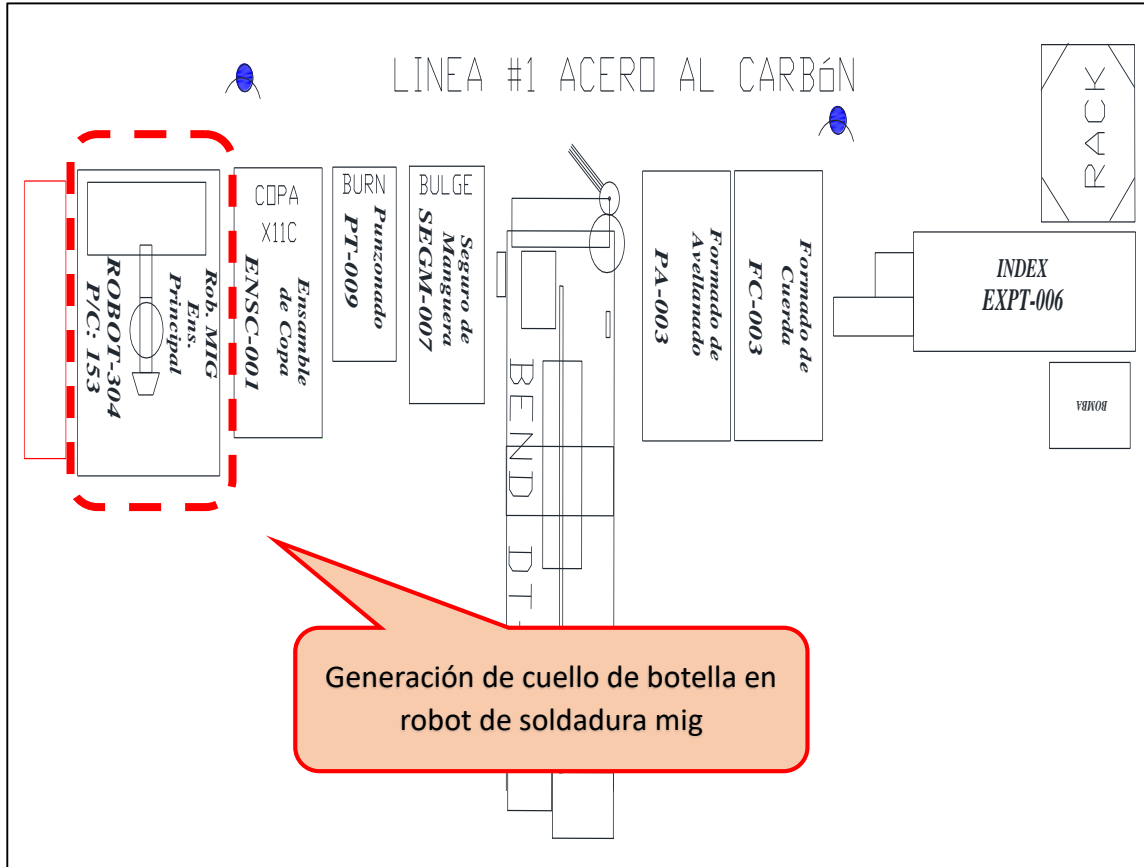 LINEA #1 ACERO AL CARBóN
RACK
COPA
X11C
BURN
BULGE
Rob. MIG
Ens.
Principal
ROBOT-304
P/C: 153
Ensamble
de Copa
ENSC-001
Punzonado
PT-009
Seguro de
Manguera
SEGM-007
BEND DT-
Formado de
Avellanado
PA-003
Formado de
Cuerda
FC-003
INDEX
EXPT-006
BOMBA
Generación de cuello de botella en
robot de soldadura mig